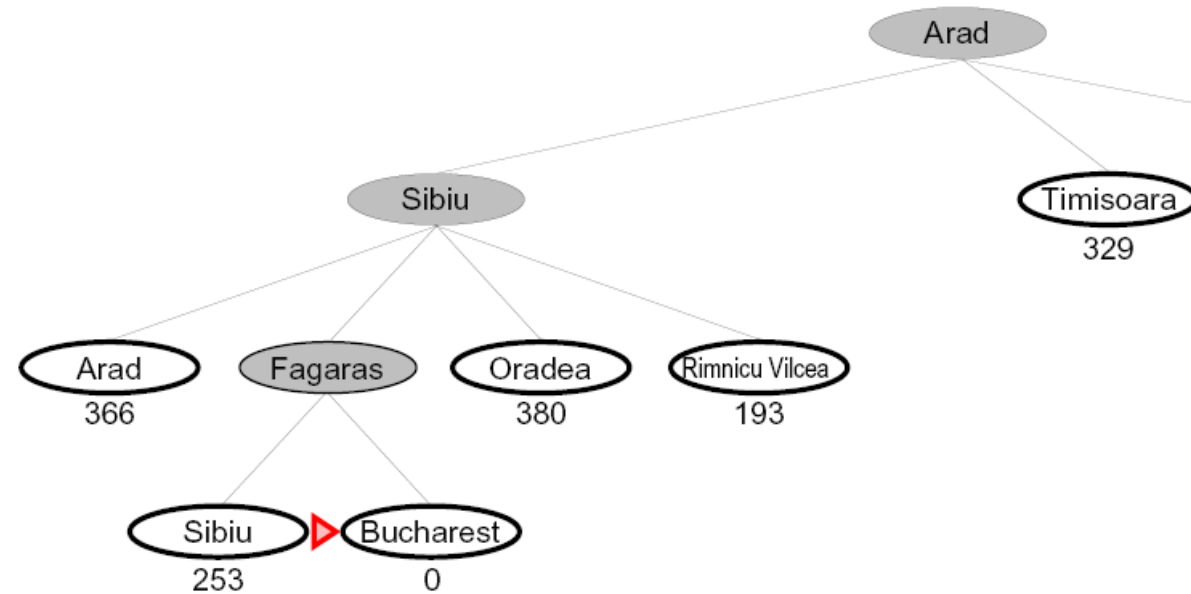 Arad
Sibiu
Timisoara
329
Arad
Fagaras
Oradea
Rimnicu Vilcea
366
380
193
Sibiu
Bucharest
253
0